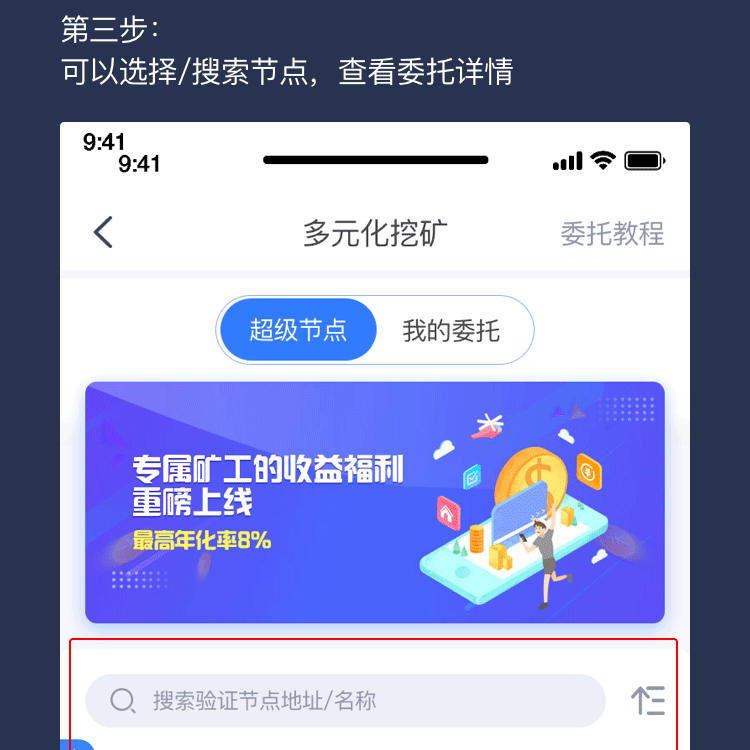 第三步：
可以选择/搜索节点，查看委托详情
9:41
9:41
多元化挖矿
委托教程
超级节点
我的委托
专属矿工的收益福利
重磅上线
最高年化率8%
搜索验证节点地址/名称